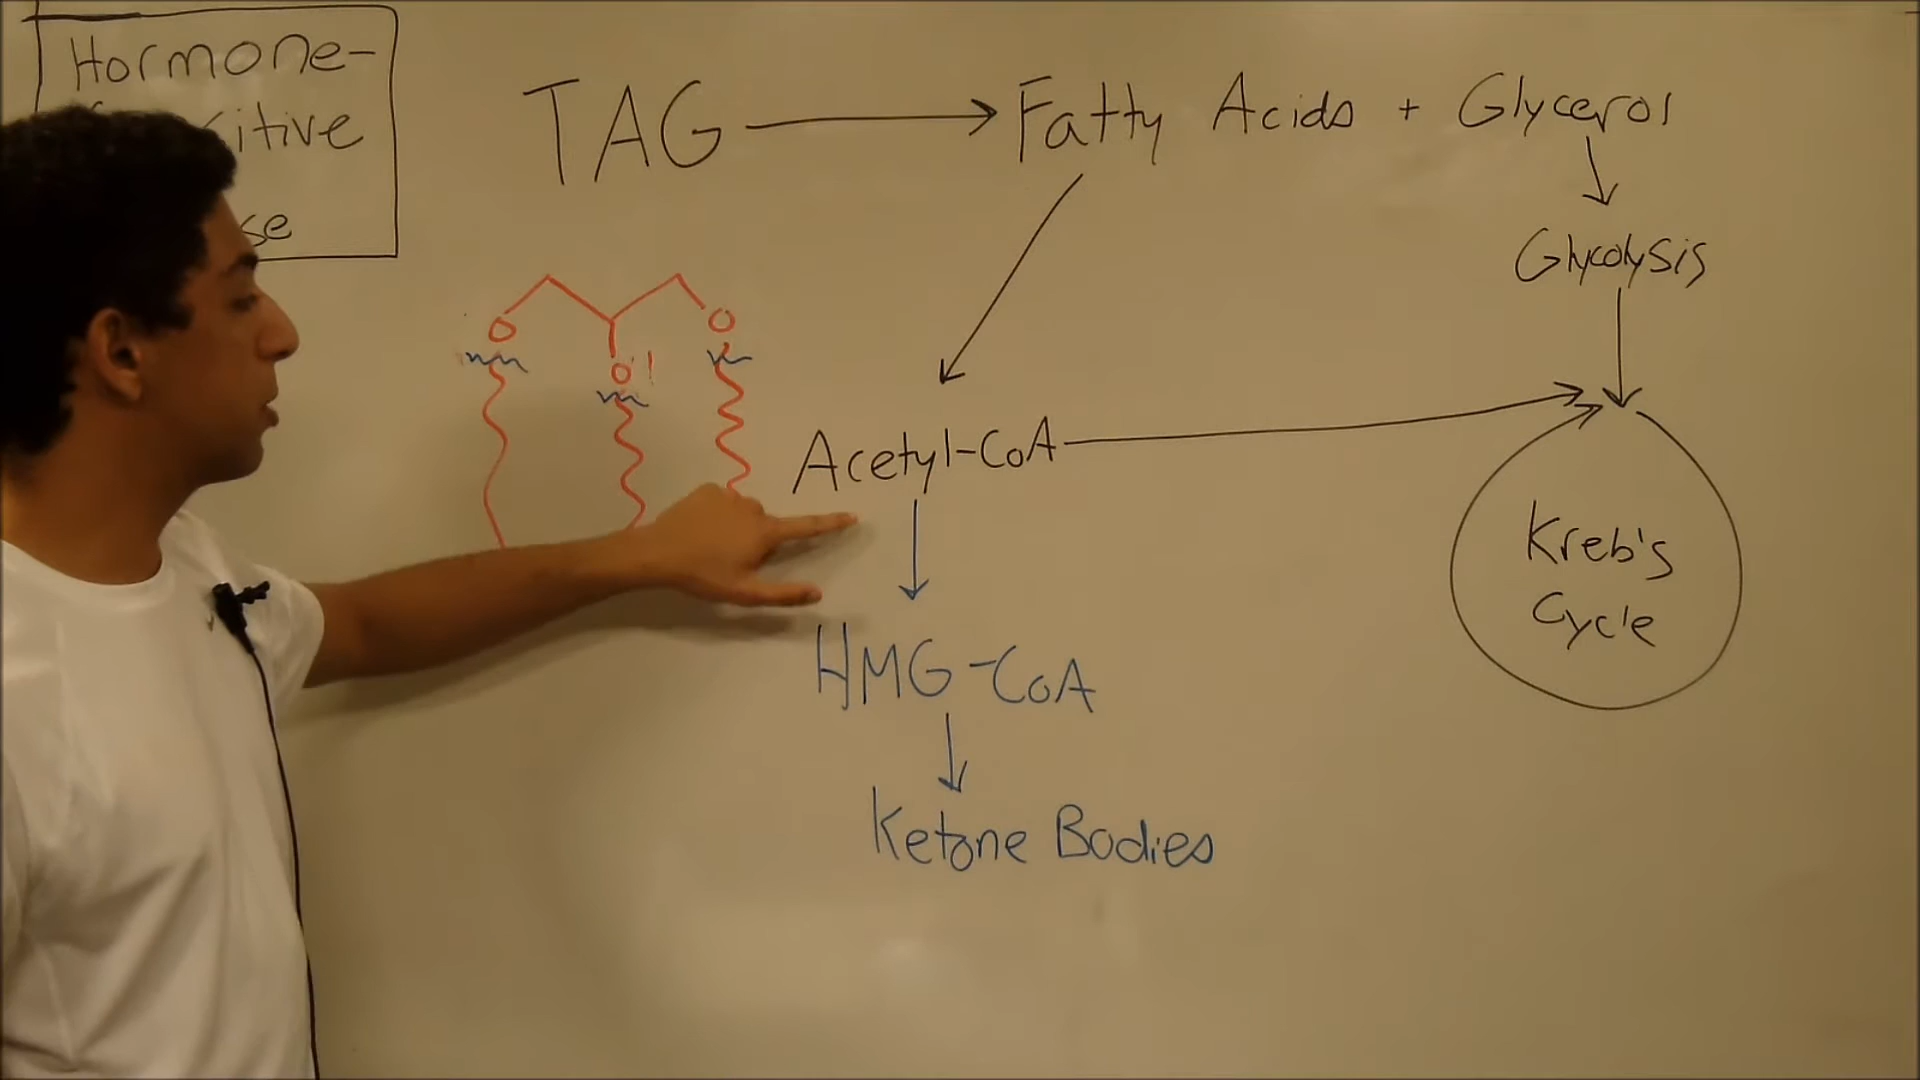 Hormone-
TAG → Fatty Acids + Glycerol
Glycolysis
O O
O
Acetyl-CoA
Kreb's
Cycle
HMG-CoA
Ketone Bodies